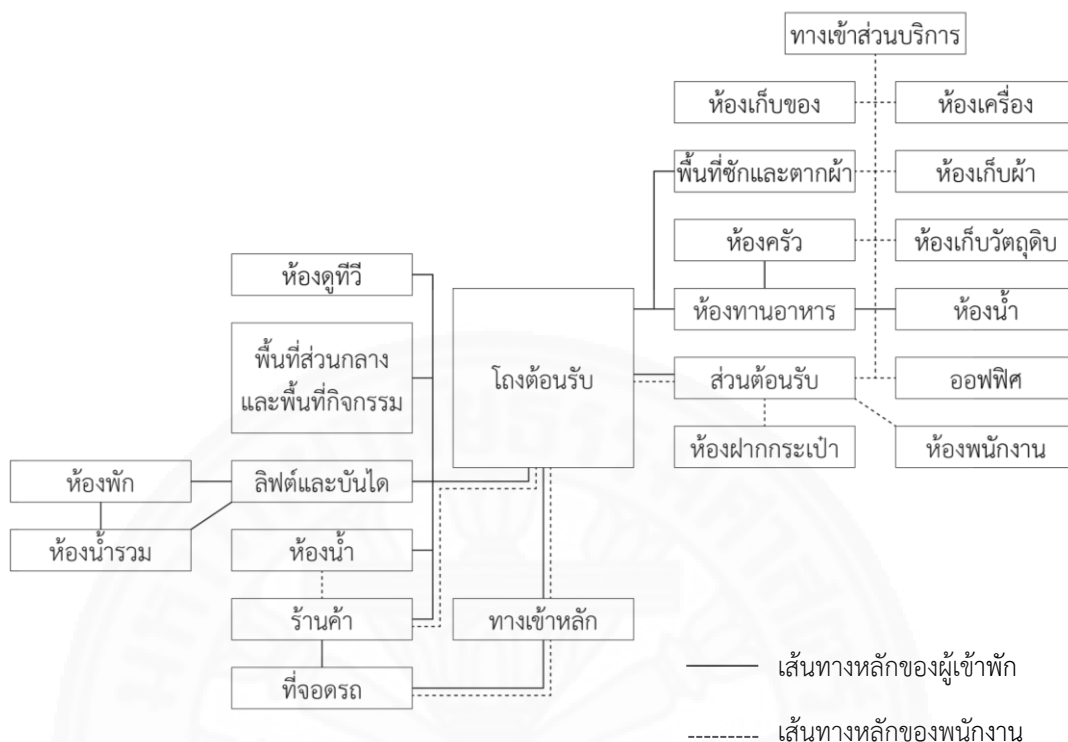 ทางเข้าส่วนบริการ
ห้องเก็บของ
ห้องเครื่อง
พื้นที่ซักและตากผ้า
ห้องเก็บผ้า
ห้องครัว
ห้องเก็บวัตถุดิบ
ห้องดูทีวี
ห้องทานอาหาร
ห้องน้ำ
พื้นที่ส่วนกลาง
และพื้นที่กิจกรรม
โถงต้อนรับ
ส่วนต้อนรับ
ออฟฟิศ
ห้องฝากกระเป๋า
ห้องพนักงาน
ห้องพัก
ลิฟต์และบันได
ห้องน้ำรวม
ห้องน้ำ
ร้านค้า
ทางเข้าหลัก
ที่จอดรถ
เส้นทางหลักของผู้เข้าพัก
เส้นทางหลักของพนักงาน